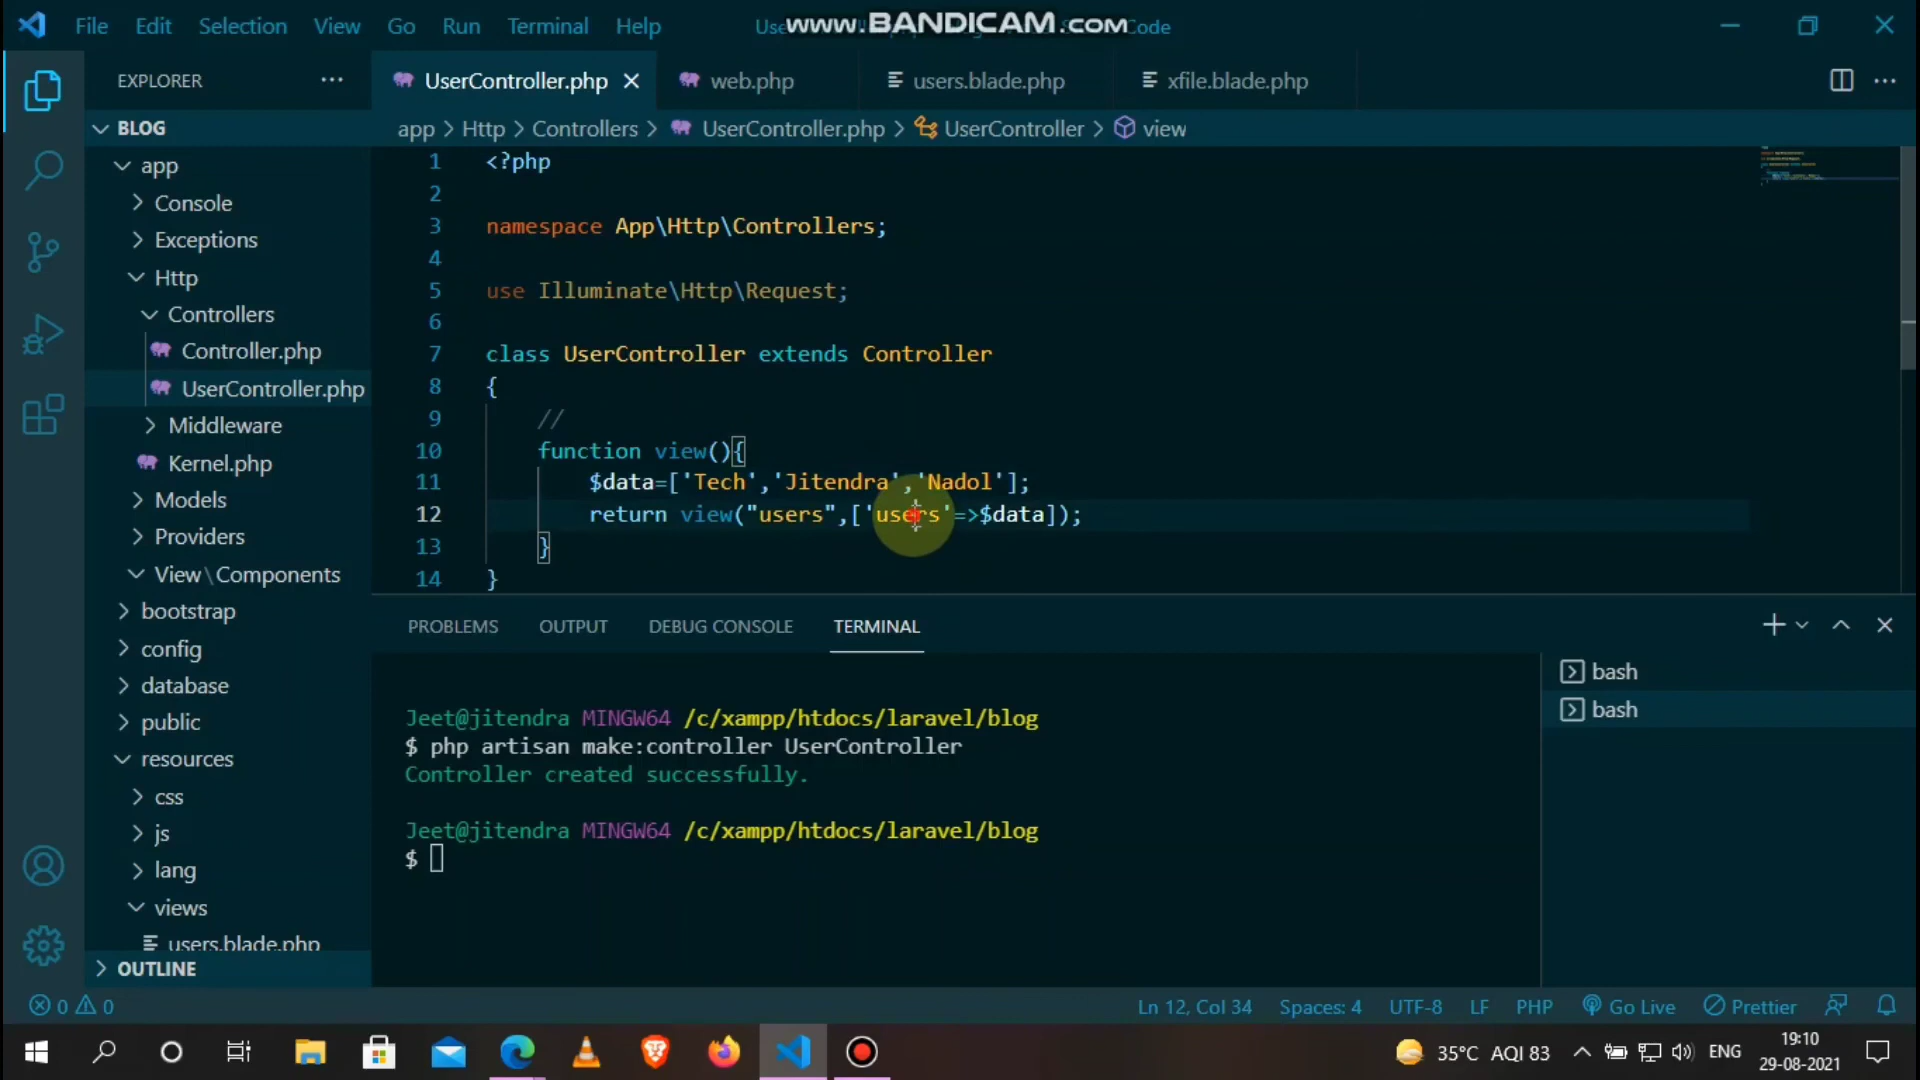 File Edit Selection View Go Run Terminal Help
www.BANDICAM.com
Code
EXPLORER
UserController.php
web.php
users.blade.php
xfile.blade.php
BLOG
app > Http > Controllers > UserController.php > UserController > view
app
Console
Exceptions
Http
Controllers
Controller.php
UserController.php
Middleware
Kernel.php
Models
Providers
View\Components
bootstrap
config
database
public
resources
css
js
lang
views
users.blade.php
OUTLINE
1 <?php
2
3 namespace App\Http\Controllers;
4
5 use Illuminate\Http\Request;
6
7 class UserController extends Controller
8 {
9 //
10 function view(){
11 $data=['Tech','Jitendra','Nadol'];
12 return view("users",['users'=>$data]);
13 }
14 }
PROBLEMS OUTPUT DEBUG CONSOLE TERMINAL
bash
bash
Jeet@jitendra MINGW64 /c/xampp/htdocs/laravel/blog
$ php artisan make:controller UserController
Controller created successfully.
Jeet@jitendra MINGW64 /c/xampp/htdocs/laravel/blog
$
0 0
Ln 12, Col 34 Spaces: 4 UTF-8 LF PHP Go Live Prettier
35°C AQI 83
ENG
19:10
29-08-2021